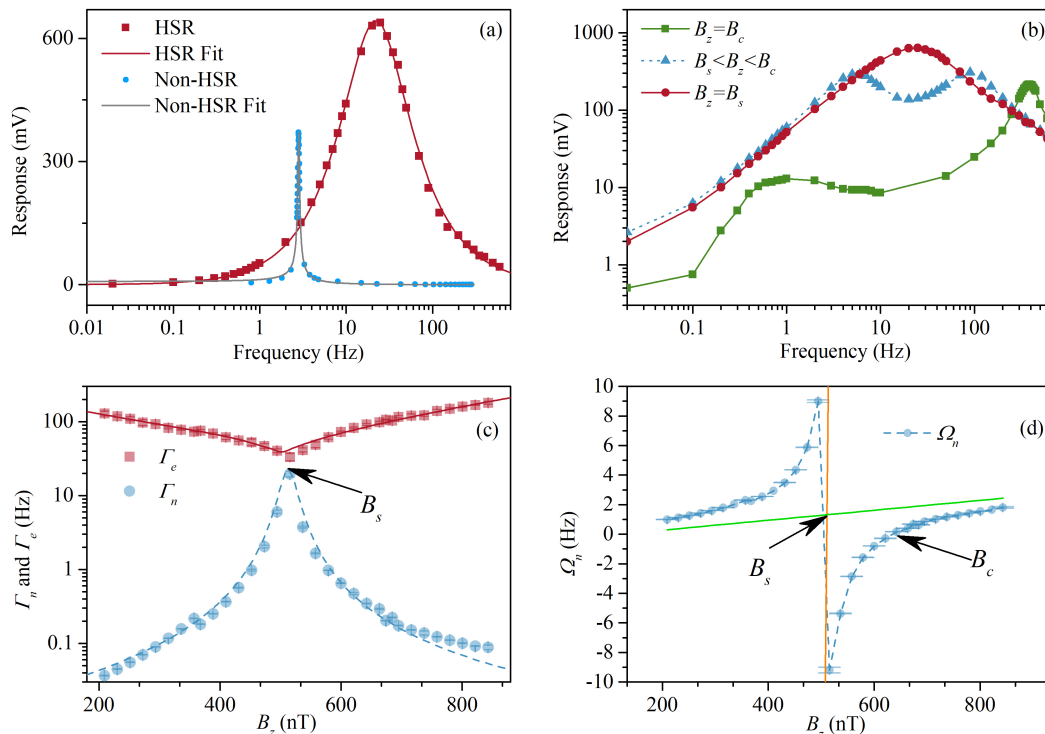 (a)
HSR
HSR Fit
Non-HSR
Non-HSR Fit
Response (mV)
600
300
0
0.01 0.1 1 10 100
Frequency (Hz)
(b)
B_z=B_c
B_s<B_z<B_c
B_z=B_s
Response (mV)
1000
100
10
1
0.1 1 10 100
Frequency (Hz)
(c)
Γ_e
Γ_n
B_s
Γ_n and Γ_e (Hz)
100
10
1
0.1
200 400 600 800
B_z (nT)
(d)
Ω_n
B_s
B_c
Ω_n (Hz)
10
8
6
4
2
0
-2
-4
-6
-8
-10
200 400 600 800
B_z (nT)